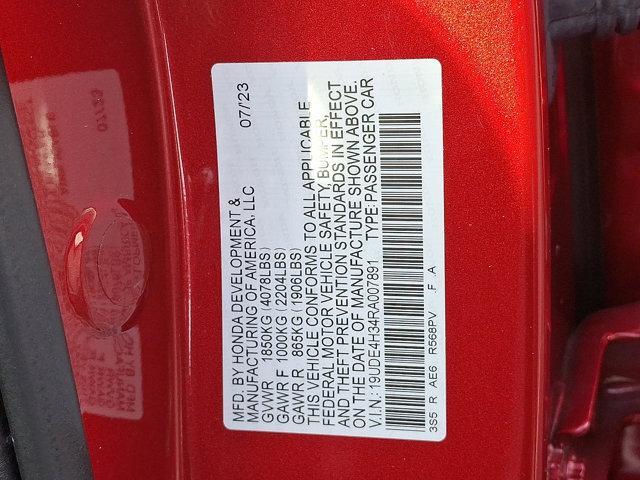 MFD. BY HONDA DEVELOPMENT & 07/'23
MANUFACTURING OF AMERICA, LLC
GVWR 1850KG (4078LBS)
GAWR F 1000KG (2204LBS)
GAWR R 865KG (1906LBS)
THIS VEHICLE CONFORMS TO ALL APPLICABLE
FEDERAL MOTOR VEHICLE SAFETY, BUMPER,
AND THEFT PREVENTION STANDARDS IN EFFECT
ON THE DATE OF MANUFACTURE SHOWN ABOVE.
V.I.N.: 19UDE4H34RA007891 TYPE: PASSENGER CAR
3S5 R AE6 R568PV .F .A